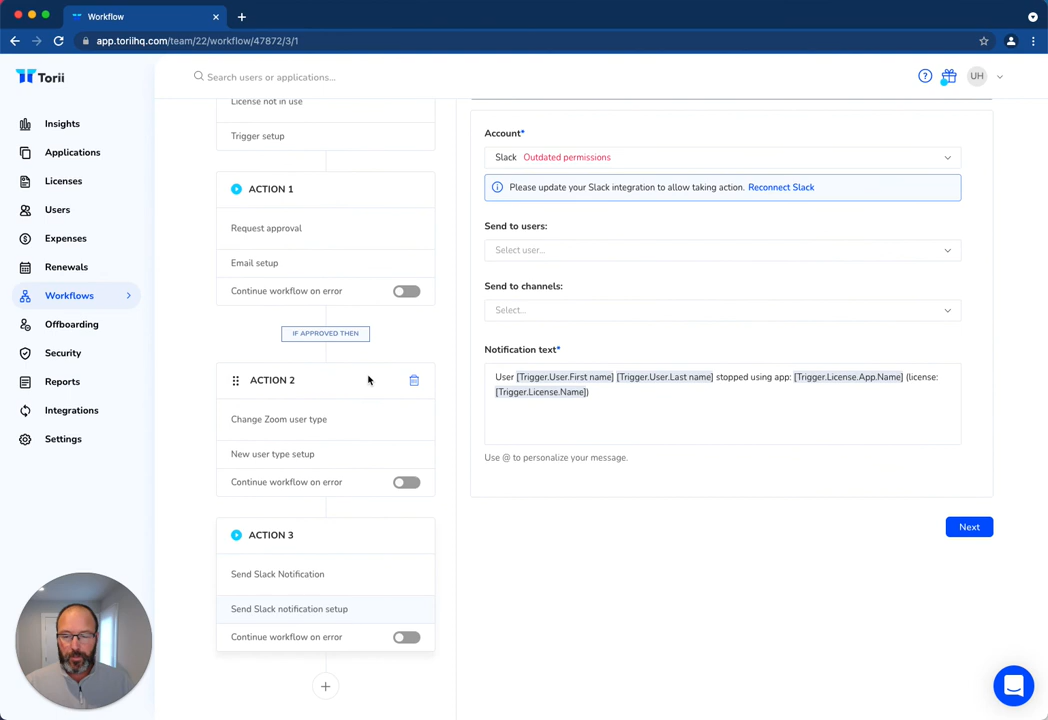 Workflow
app.toriihq.com/team/22/workflow/47872/3/1
Torii
Search users or applications...
UH
Insights
Applications
Licenses
Users
Expenses
Renewals
Workflows
Offboarding
Security
Reports
Integrations
Settings
License not in use
Trigger setup
ACTION 1
Request approval
Email setup
Continue workflow on error
IF APPROVED THEN
ACTION 2
Change Zoom user type
New user type setup
Continue workflow on error
ACTION 3
Send Slack Notification
Send Slack notification setup
Continue workflow on error
Account*
Slack Outdated permissions
Please update your Slack integration to allow taking action. Reconnect Slack
Send to users:
Select user...
Send to channels:
Select...
Notification text*
User [Trigger.User.First name] [Trigger.User.Last name] stopped using app: [Trigger.License.App.Name] (license:
[Trigger.License.Name])
Use @ to personalize your message.
Next